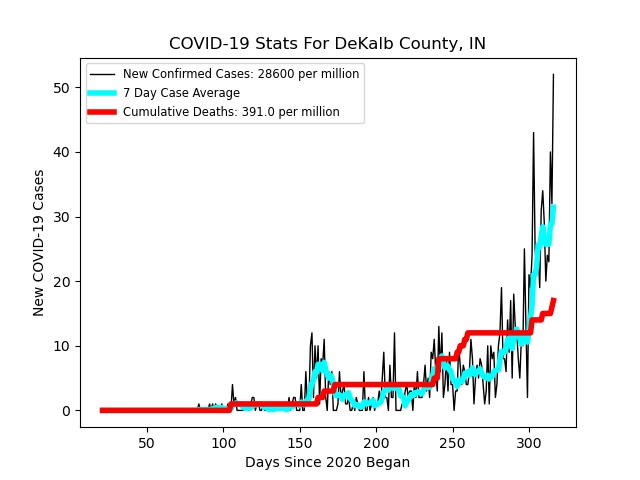 COVID-19 Stats For DeKalb County, IN
New Confirmed Cases: 28600 per million
7 Day Case Average
Cumulative Deaths: 391.0 per million
New COVID-19 Cases
50
40
30
20
10
0
50
100
150
200
250
300
Days Since 2020 Began